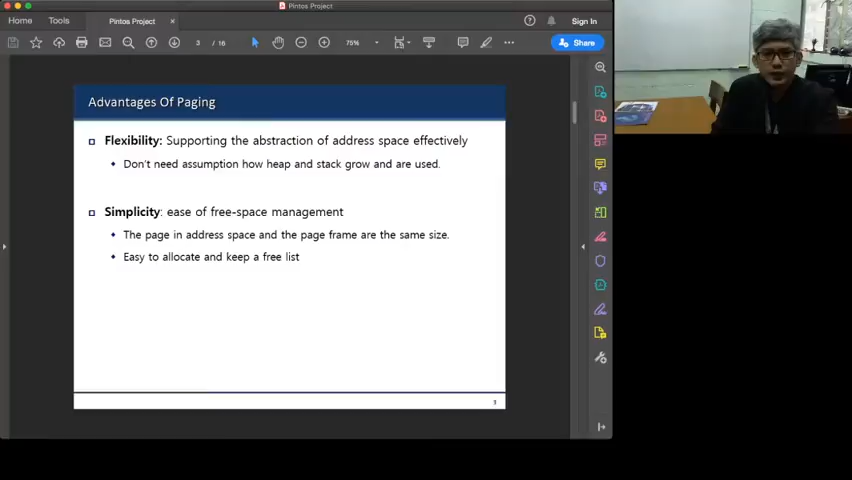 Pintos Project
Home Tools Pintos Project × Sign In
3 / 16 75% Share
Advantages Of Paging
Flexibility: Supporting the abstraction of address space effectively
Don't need assumption how heap and stack grow and are used.
Simplicity: ease of free-space management
The page in address space and the page frame are the same size.
Easy to allocate and keep a free list
3